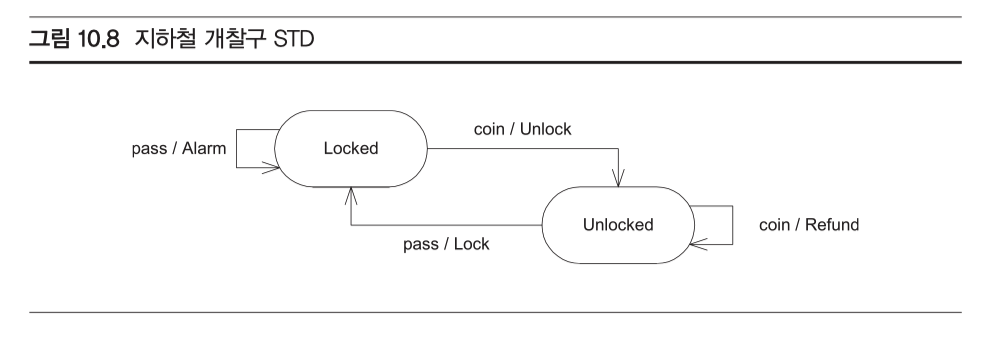 그림 10.8 지하철 개찰구 STD
coin / Unlock
pass / Alarm
Locked
Unlocked
coin / Refund
pass / Lock